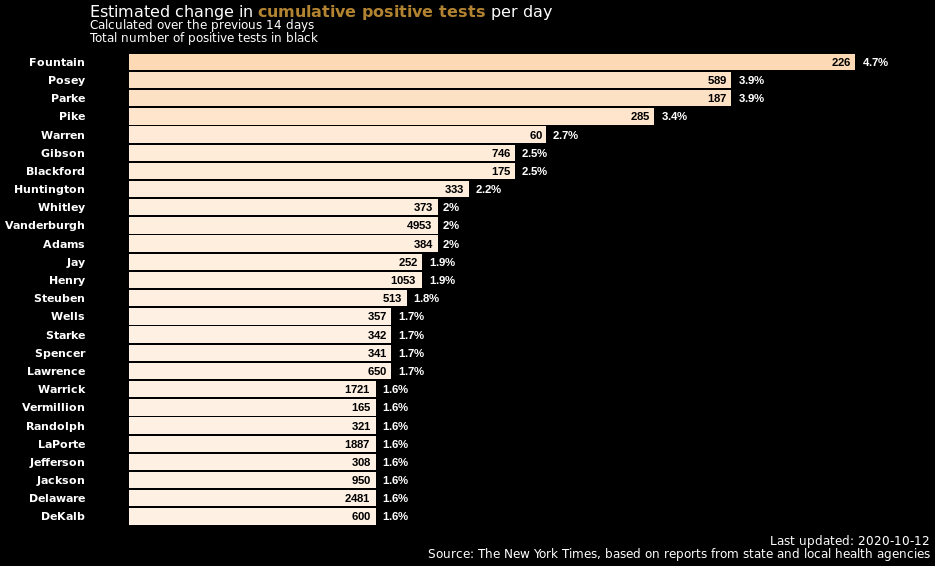 Estimated change in cumulative positive tests per day
Calculated over the previous 14 days
Total number of positive tests in black
Fountain 226 4.7%
Posey 589 3.9%
Parke 187 3.9%
Pike 285 3.4%
Warren 60 2.7%
Gibson 746 2.5%
Blackford 175 2.5%
Huntington 333 2.2%
Whitley 373 2%
Vanderburgh 4953 2%
Adams 384 2%
Jay 252 1.9%
Henry 1053 1.9%
Steuben 513 1.8%
Wells 357 1.7%
Starke 342 1.7%
Spencer 341 1.7%
Lawrence 650 1.7%
Warrick 1721 1.6%
Vermillion 165 1.6%
Randolph 321 1.6%
LaPorte 1887 1.6%
Jefferson 308 1.6%
Jackson 950 1.6%
Delaware 2481 1.6%
DeKalb 600 1.6%
Last updated: 2020-10-12
Source: The New York Times, based on reports from state and local health agencies